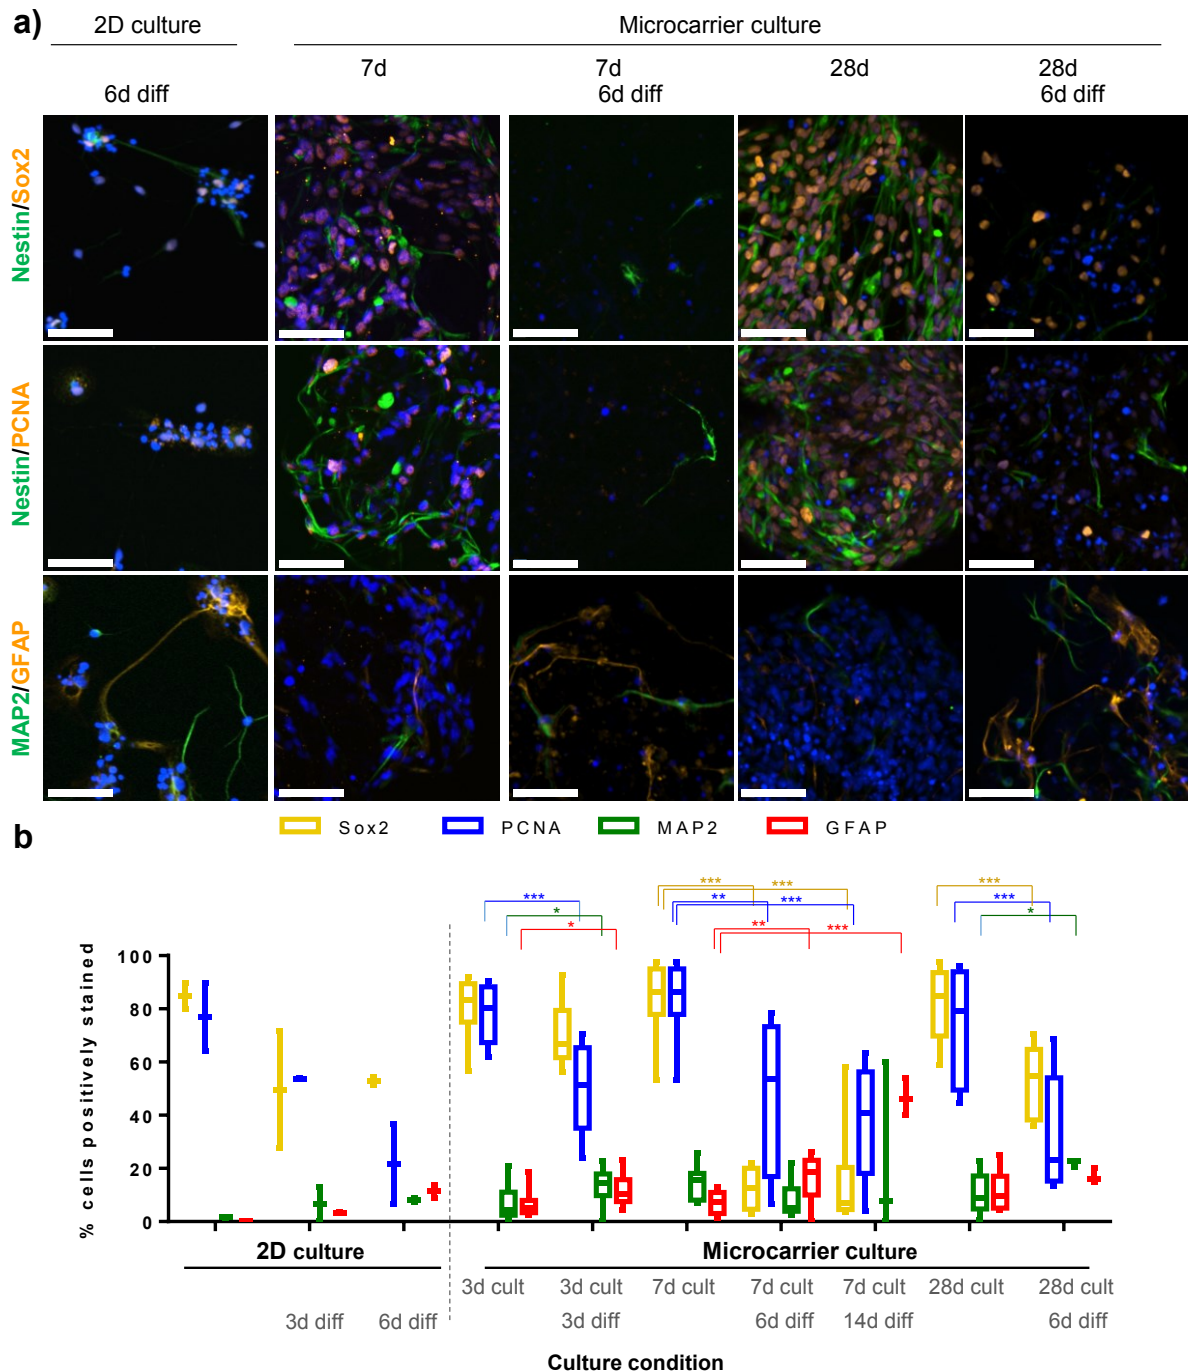 a)
2D culture
Microcarrier culture
6d diff
7d
7d
6d diff
28d
28d
6d diff
Nestin/Sox2
Nestin/PCNA
MAP2/GFAP
b
Sox2
PCNA
MAP2
GFAP
*** *** ***
*** ** *** ***
* *
* ** ***
% cells positively stained
100
80
60
40
20
0
2D culture
Microcarrier culture
3d diff
6d diff
3d cult
3d cult
3d diff
7d cult
7d cult
6d diff
7d cult
14d diff
28d cult
28d cult
6d diff
Culture condition